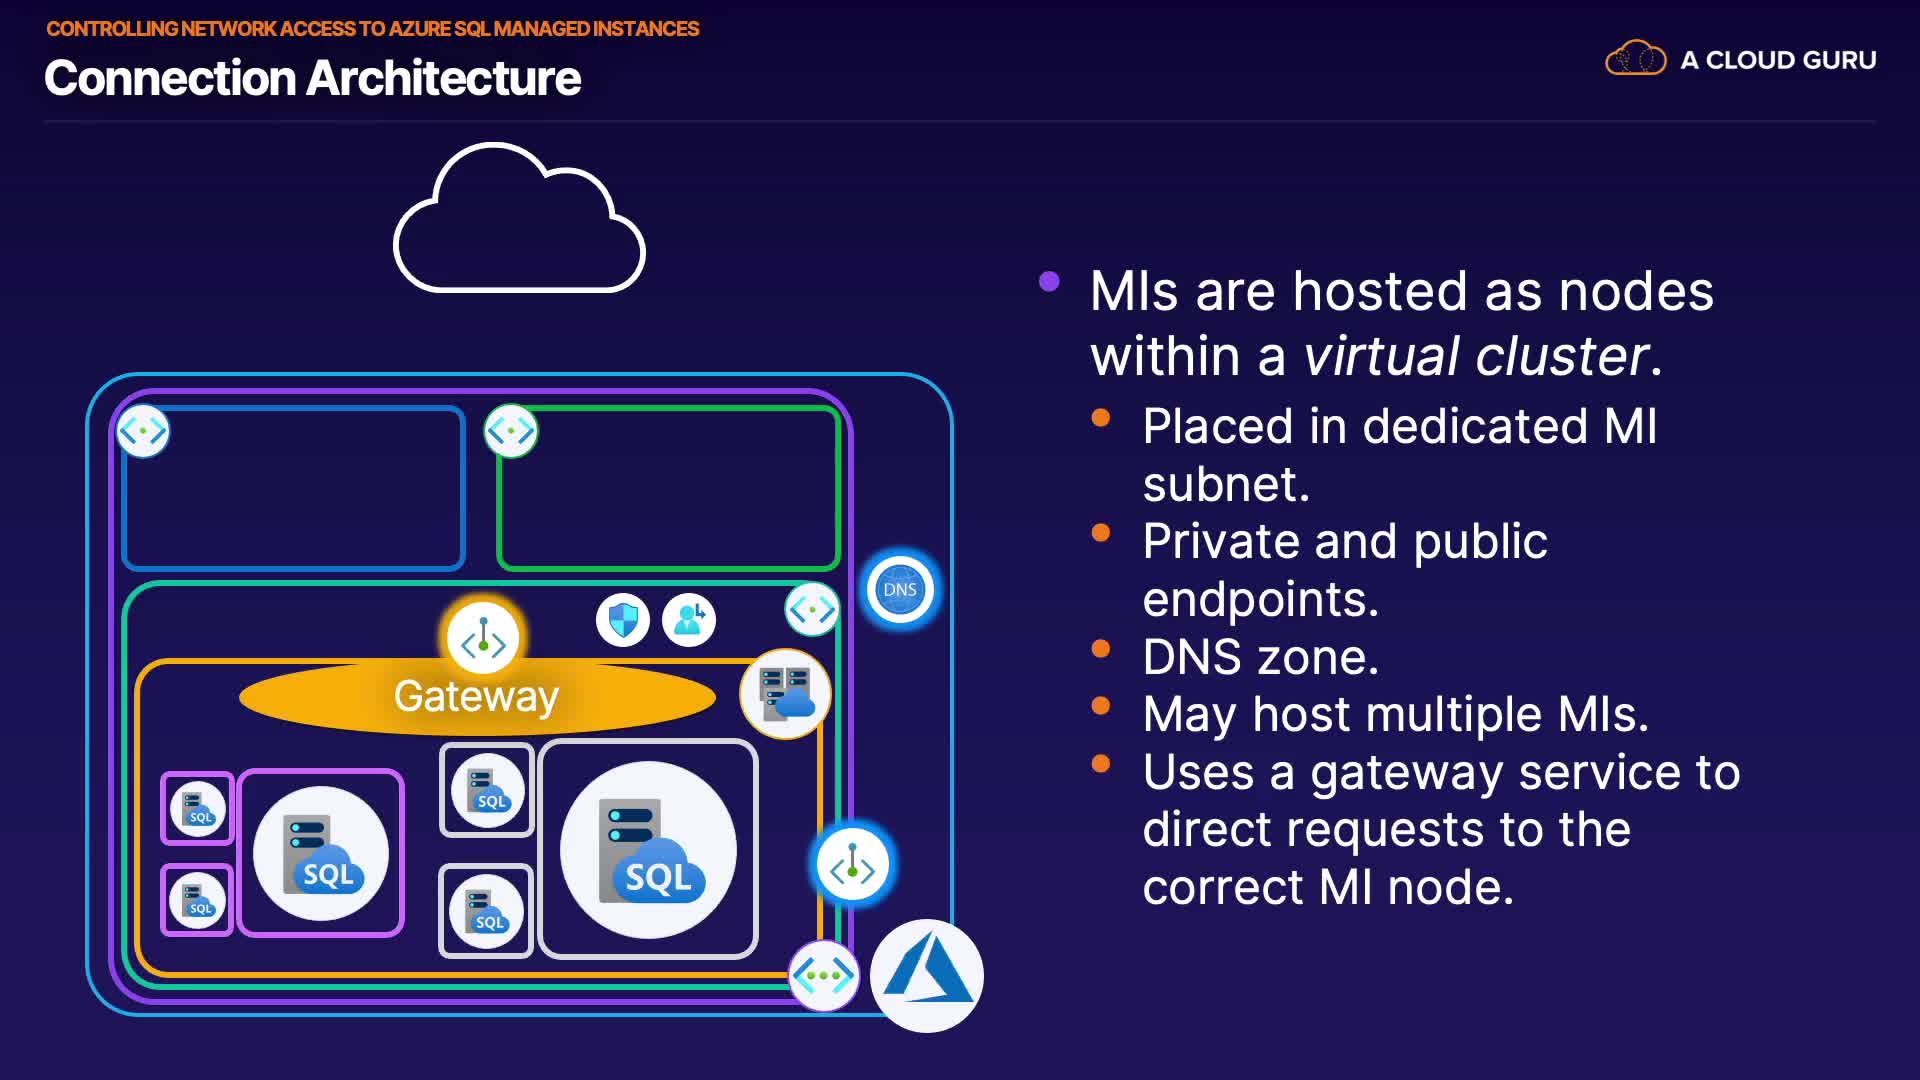 CONTROLLING NETWORK ACCESS TO AZURE SQL MANAGED INSTANCES
Connection Architecture
A CLOUD GURU
MIs are hosted as nodes
within a virtual cluster.
Placed in dedicated MI
subnet.
Private and public
endpoints.
DNS zone.
May host multiple MIs.
Uses a gateway service to
direct requests to the
correct MI node.
DNS
Gateway
SQL
SQL
SQL
SQL
SQL
SQL